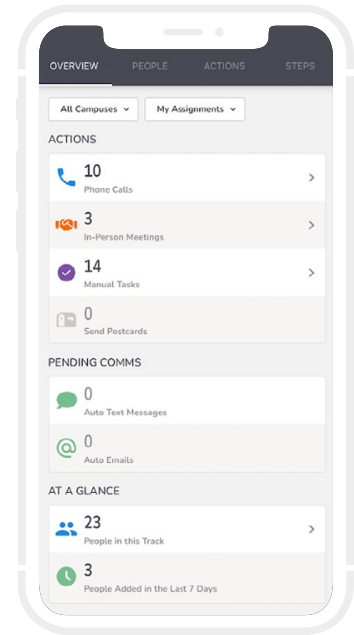 OVERVIEW PEOPLE ACTIONS STEPS
All Campuses My Assignments
ACTIONS
10
Phone Calls
3
In-Person Meetings
14
Manual Tasks
0
Send Postcards
PENDING COMMS
0
Auto Text Messages
0
Auto Emails
AT A GLANCE
23
People in this Track
3
People Added in the Last 7 Days